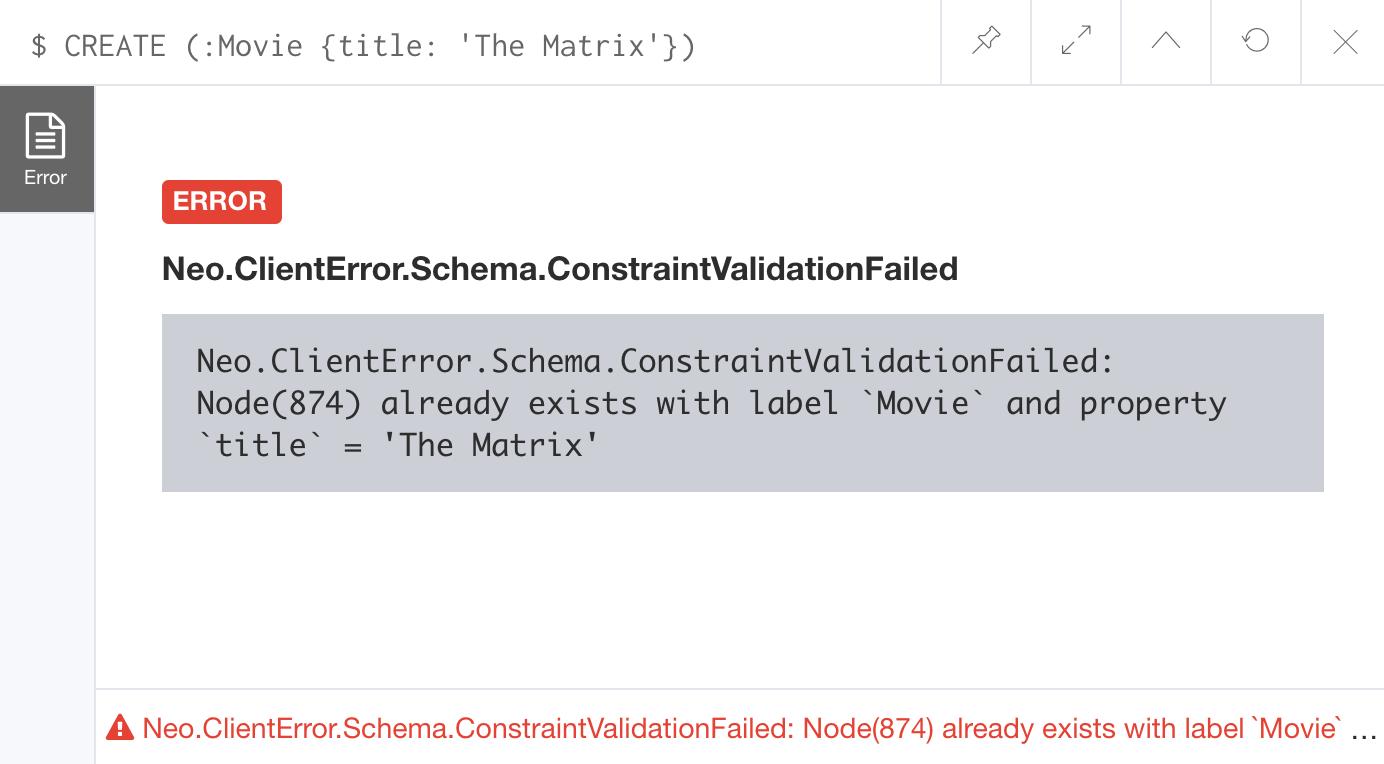 $ CREATE (:Movie {title: 'The Matrix'})
Error
ERROR
Neo.ClientError.Schema.ConstraintValidationFailed
Neo.ClientError.Schema.ConstraintValidationFailed:
Node(874) already exists with label `Movie` and property
`title` = 'The Matrix'
Neo.ClientError.Schema.ConstraintValidationFailed: Node(874) already exists with label `Movie` ...